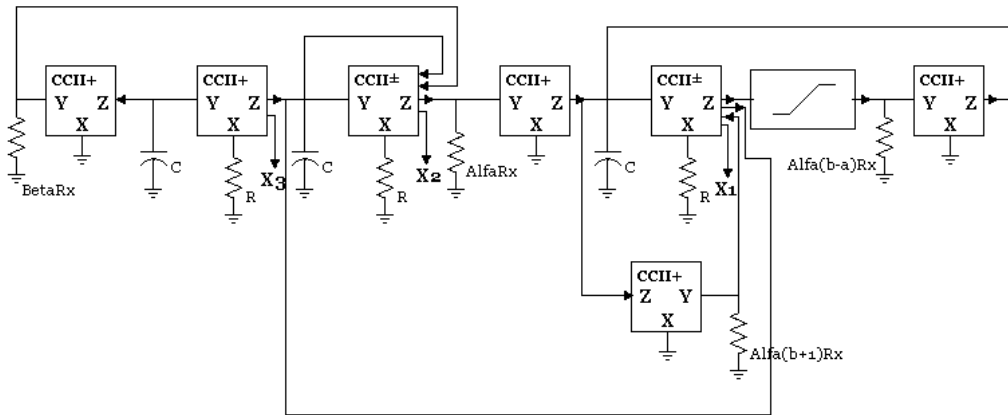 CCII+
Y Z
X
BetaRx
C
CCII+
Y Z
X
R
X3
C
CCII±
Y Z
X
R
X2
AlfaRx
CCII+
Y Z
X
C
CCII±
Y Z
X
R
X1
Alfa(b-a)Rx
CCII+
Y Z
X
CCII+
Z Y
X
Alfa(b+1)Rx